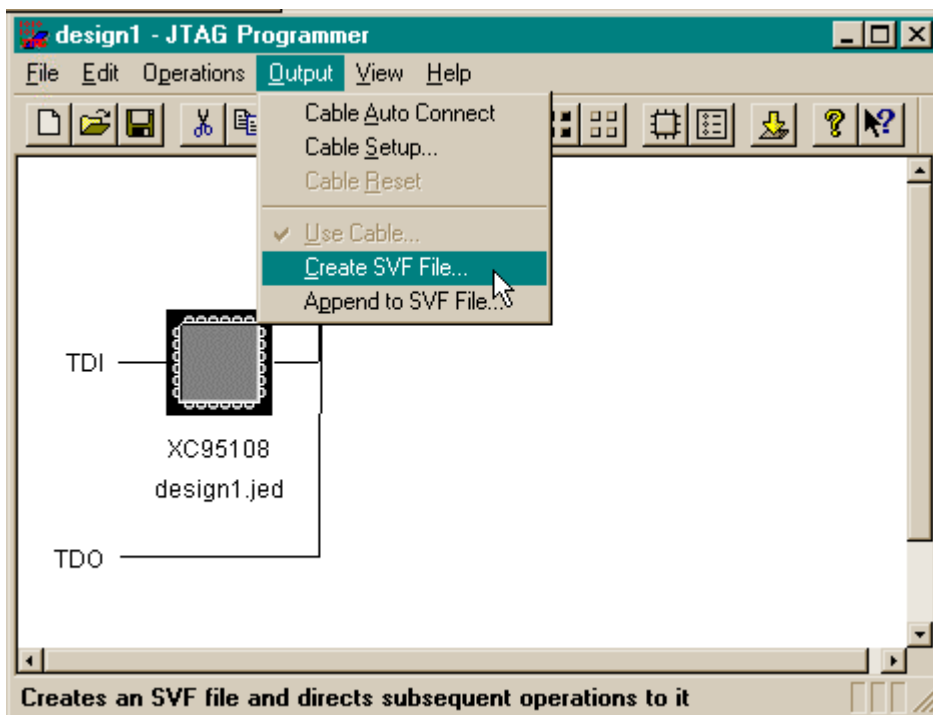 design1 - JTAG Programmer
File Edit Operations Output View Help
Cable Auto Connect
Cable Setup...
Cable Reset
Use Cable...
Create SVF File...
Append to SVF File...
TDI
XC95108
design1.jed
TDO
Creates an SVF file and directs subsequent operations to it